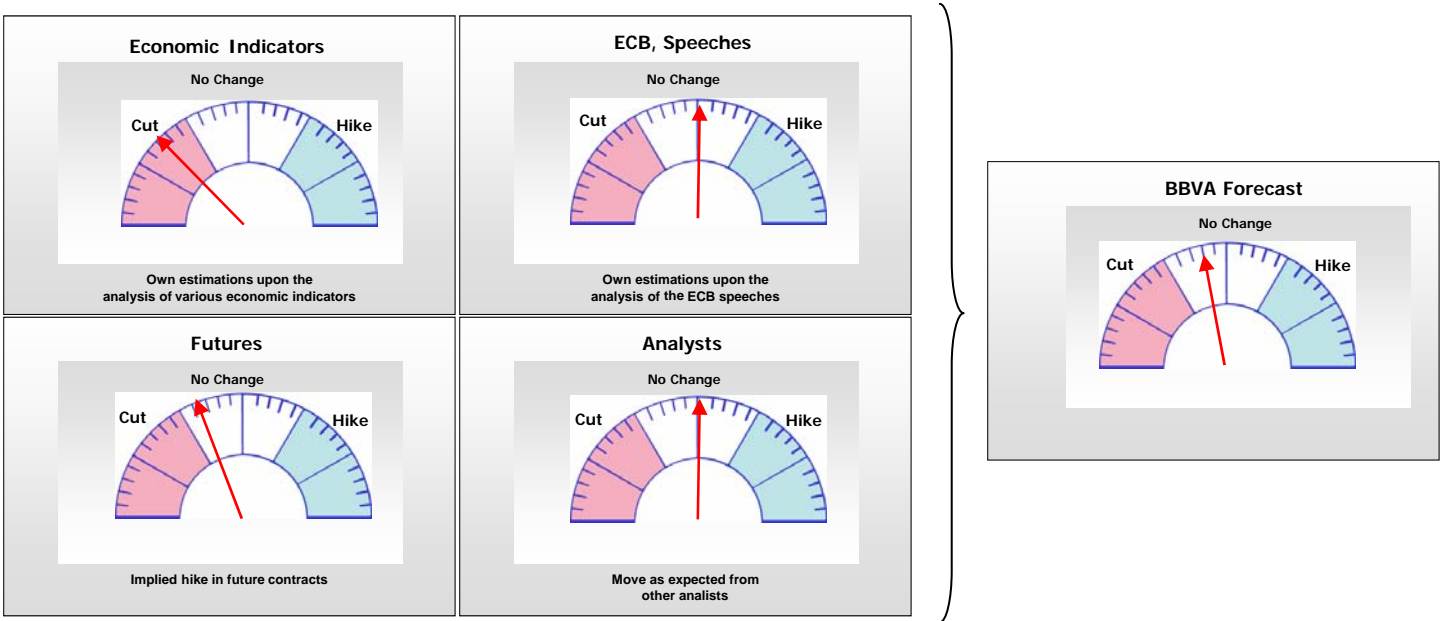 Economic Indicators
No Change
Cut
Hike
Own estimations upon the
analysis of various economic indicators
ECB, Speeches
No Change
Cut
Hike
Own estimations upon the
analysis of the ECB speeches
Futures
No Change
Cut
Hike
Implied hike in future contracts
Analysts
No Change
Cut
Hike
Move as expected from
other analists
BBVA Forecast
No Change
Cut
Hike